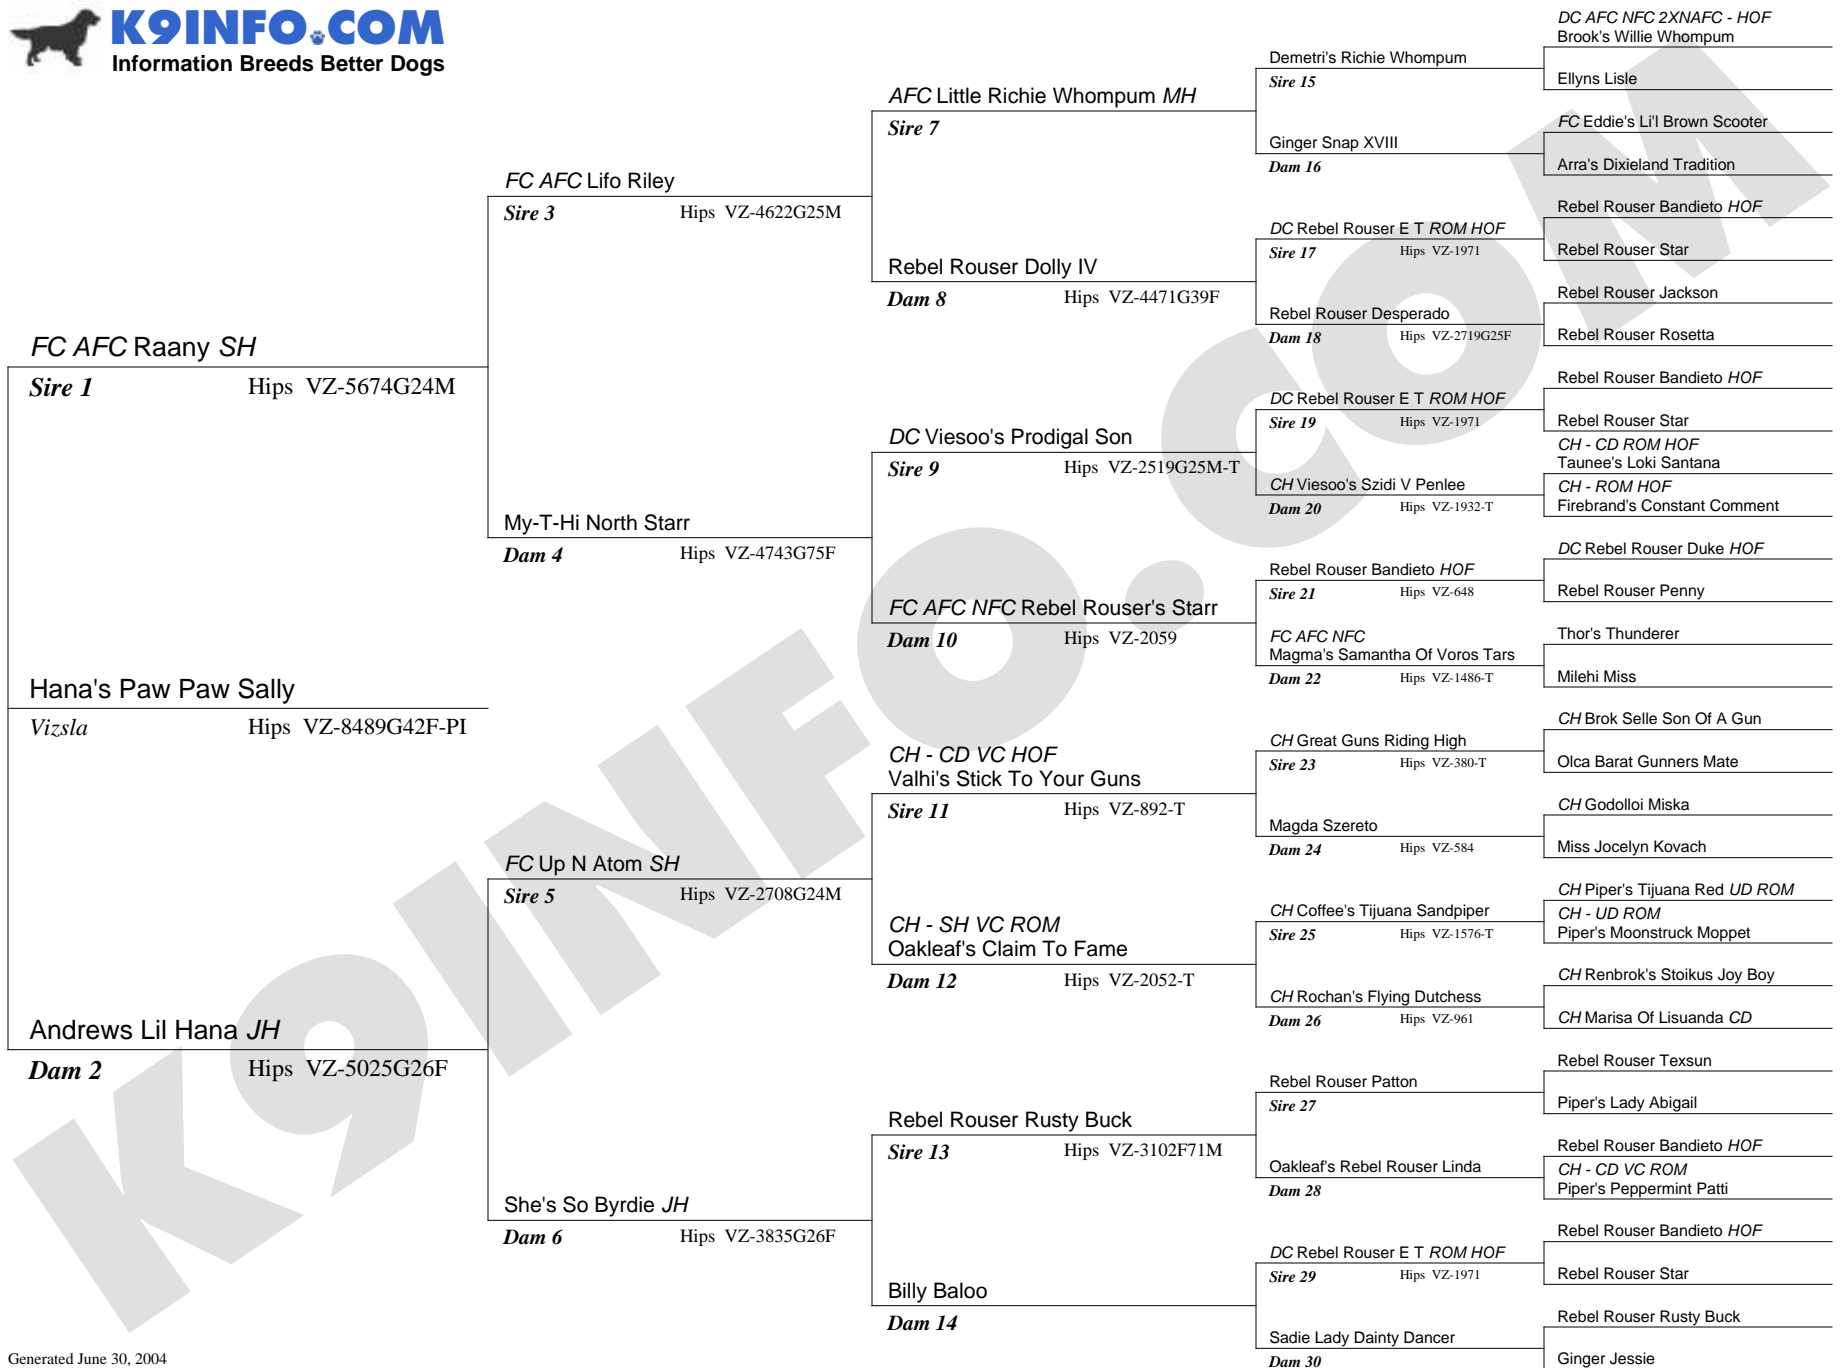 K9INFO.COM
Information Breeds Better Dogs
FC AFC Raany SH
Sire 1 Hips VZ-5674G24M
Hana's Paw Paw Sally
Vizsla Hips VZ-8489G42F-PI
Andrews Lil Hana JH
Dam 2 Hips VZ-5025G26F
FC AFC Lifo Riley
Sire 3 Hips VZ-4622G25M
My-T-Hi North Starr
Dam 4 Hips VZ-4743G75F
FC Up N Atom SH
Sire 5 Hips VZ-2708G24M
She's So Byrdie JH
Dam 6 Hips VZ-3835G26F
AFC Little Richie Whompum MH
Sire 7
Rebel Rouser Dolly IV
Dam 8 Hips VZ-4471G39F
DC Viesoo's Prodigal Son
Sire 9 Hips VZ-2519G25M-T
FC AFC NFC Rebel Rouser's Starr
Dam 10 Hips VZ-2059
CH - CD VC HOF
Valhi's Stick To Your Guns
Sire 11 Hips VZ-892-T
CH - SH VC ROM
Oakleaf's Claim To Fame
Dam 12 Hips VZ-2052-T
Rebel Rouser Rusty Buck
Sire 13 Hips VZ-3102F71M
Billy Baloo
Dam 14
Demetri's Richie Whompum
Sire 15
Ginger Snap XVIII
Dam 16
DC Rebel Rouser E T ROM HOF
Sire 17 Hips VZ-1971
Rebel Rouser Desperado
Dam 18 Hips VZ-2719G25F
DC Rebel Rouser E T ROM HOF
Sire 19 Hips VZ-1971
CH Viesoo's Szidi V Penlee
Dam 20 Hips VZ-1932-T
Rebel Rouser Bandieto HOF
Sire 21 Hips VZ-648
FC AFC NFC
Magma's Samantha Of Voros Tars
Dam 22 Hips VZ-1486-T
CH Great Guns Riding High
Sire 23 Hips VZ-380-T
Magda Szereto
Dam 24 Hips VZ-584
CH Coffee's Tijuana Sandpiper
Sire 25 Hips VZ-1576-T
CH Rochan's Flying Dutchess
Dam 26 Hips VZ-961
Rebel Rouser Patton
Sire 27
Oakleaf's Rebel Rouser Linda
Dam 28
DC Rebel Rouser E T ROM HOF
Sire 29 Hips VZ-1971
Sadie Lady Dainty Dancer
Dam 30
DC AFC NFC 2XNAFC - HOF
Brook's Willie Whompum
Ellyns Lisle
FC Eddie's Li'l Brown Scooter
Arra's Dixieland Tradition
Rebel Rouser Bandieto HOF
Rebel Rouser Star
Rebel Rouser Jackson
Rebel Rouser Rosetta
Rebel Rouser Bandieto HOF
Rebel Rouser Star
CH - CD ROM HOF
Taunee's Loki Santana
CH - ROM HOF
Firebrand's Constant Comment
DC Rebel Rouser Duke HOF
Rebel Rouser Penny
Thor's Thunderer
Milehi Miss
CH Brok Selle Son Of A Gun
Olca Barat Gunners Mate
CH Godolloi Miska
Miss Jocelyn Kovach
CH Piper's Tijuana Red UD ROM
CH - UD ROM
Piper's Moonstruck Moppet
CH Renbrok's Stoikus Joy Boy
CH Marisa Of Lisuanda CD
Rebel Rouser Texsun
Piper's Lady Abigail
Rebel Rouser Bandieto HOF
CH - CD VC ROM
Piper's Peppermint Patti
Rebel Rouser Bandieto HOF
Rebel Rouser Star
Rebel Rouser Rusty Buck
Ginger Jessie
K9INFO.COM
Generated June 30, 2004